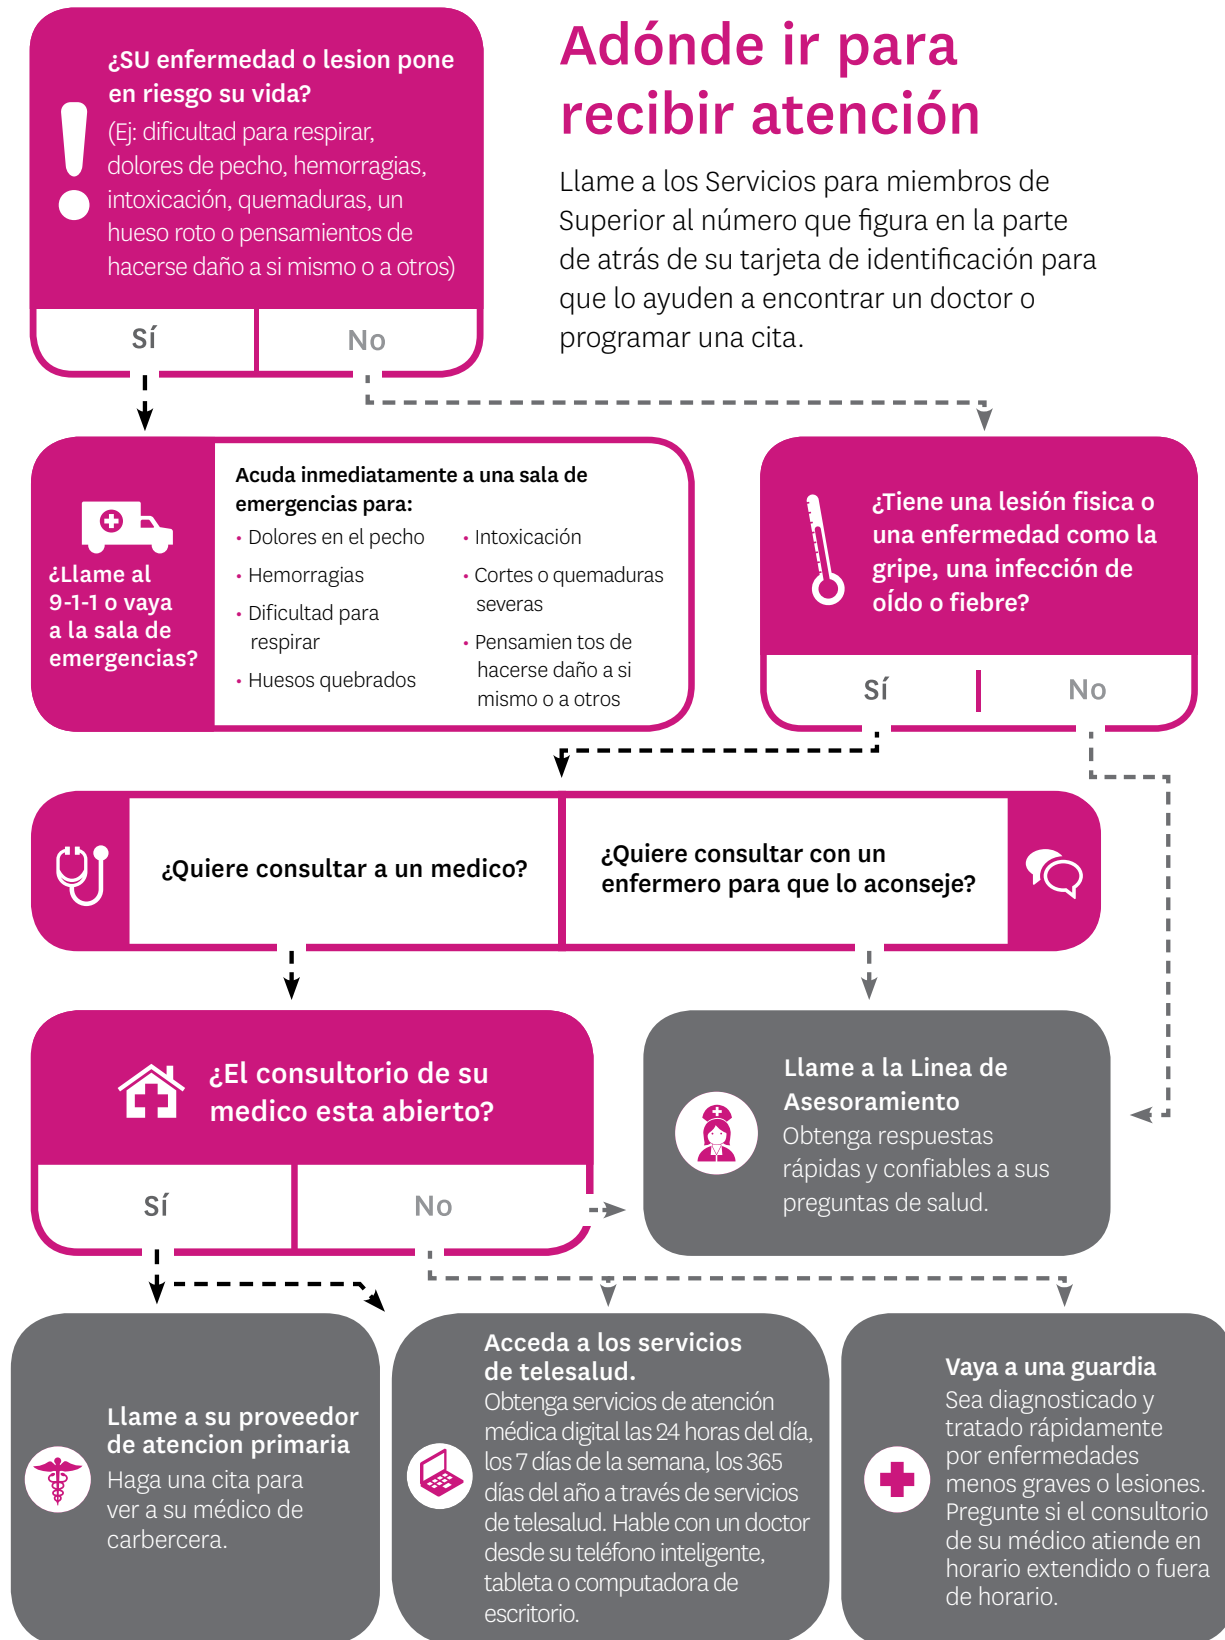 ¿SU enfermedad o lesion pone
en riesgo su vida?
(Ej: dificultad para respirar,
dolores de pecho, hemorragias,
intoxicación, quemaduras, un
hueso roto o pensamientos de
hacerse daño a si mismo o a otros)
Sí
No
Adónde ir para
recibir atención
Llame a los Servicios para miembros de
Superior al número que figura en la parte
de atrás de su tarjeta de identificación para
que lo ayuden a encontrar un doctor o
programar una cita.
¿Llame al
9-1-1 o vaya
a la sala de
emergencias?
Acuda inmediatamente a una sala de
emergencias para:
• Dolores en el pecho
• Hemorragias
• Dificultad para
respirar
• Huesos quebrados
• Intoxicación
• Cortes o quemaduras
severas
• Pensamien tos de
hacerse daño a si
mismo o a otros
¿Tiene una lesión fisica o
una enfermedad como la
gripe, una infección de
oÍdo o fiebre?
Sí
No
¿Quiere consultar a un medico?
¿Quiere consultar con un
enfermero para que lo aconseje?
¿El consultorio de su
medico esta abierto?
Sí
No
Llame a la Linea de
Asesoramiento
Obtenga respuestas
rápidas y confiables a sus
preguntas de salud.
Llame a su proveedor
de atencion primaria
Haga una cita para
ver a su médico de
carbercera.
Acceda a los servicios
de telesalud.
Obtenga servicios de atención
médica digital las 24 horas del día,
los 7 días de la semana, los 365
días del año a través de servicios
de telesalud. Hable con un doctor
desde su teléfono inteligente,
tableta o computadora de
escritorio.
Vaya a una guardia
Sea diagnosticado y
tratado rápidamente
por enfermedades
menos graves o lesiones.
Pregunte si el consultorio
de su médico atiende en
horario extendido o fuera
de horario.